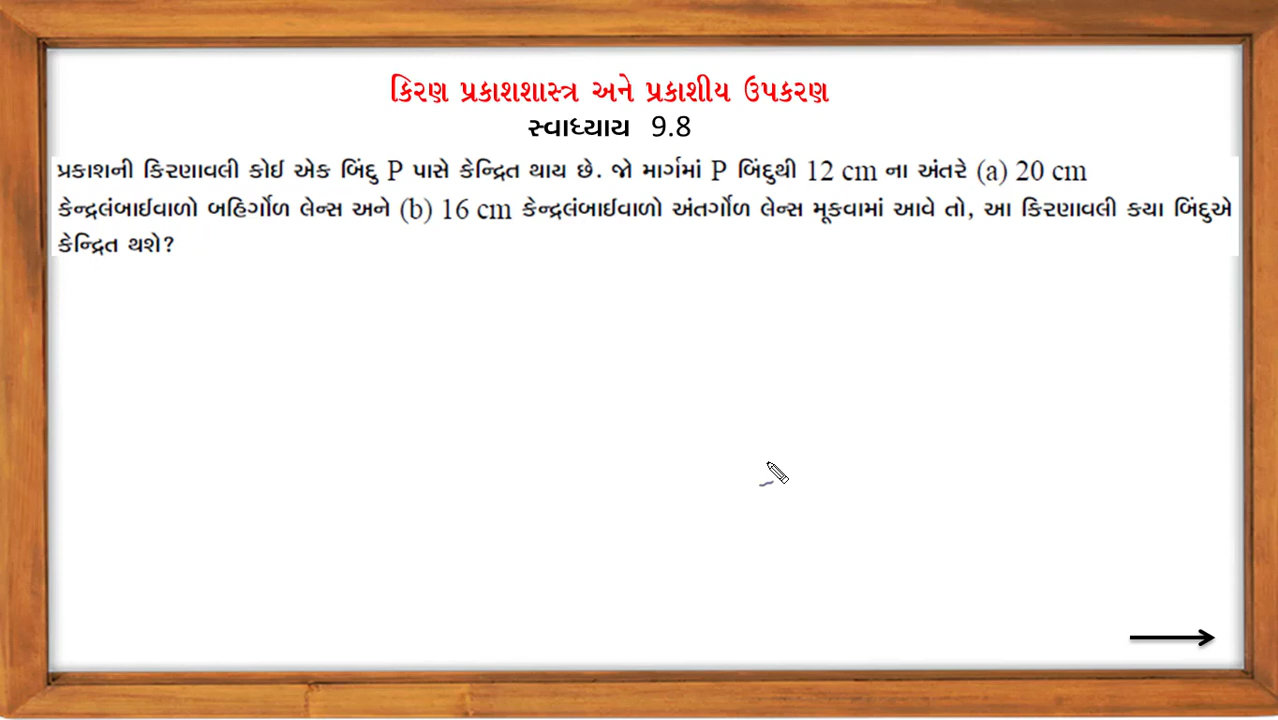 કિરણ પ્રકાશશાસ્ત્ર અને પ્રકાશીય ઉપકરણ
સ્વાધ્યાય 9.8
પ્રકાશની કિરણાવલી કોઈ એક બિંદુ P પાસે કેન્દ્રિત થાય છે. જો માર્ગમાં P બિંદુથી 12 cm ના અંતરે (a) 20 cm
કેન્દ્રલંબાઈવાળો બહિર્ગોળ લેન્સ અને (b) 16 cm કેન્દ્રલંબાઈવાળો અંતર્ગોળ લેન્સ મૂકવામાં આવે તો, આ કિરણાવલી કયા બિંદુએ
કેન્દ્રિત થશે?